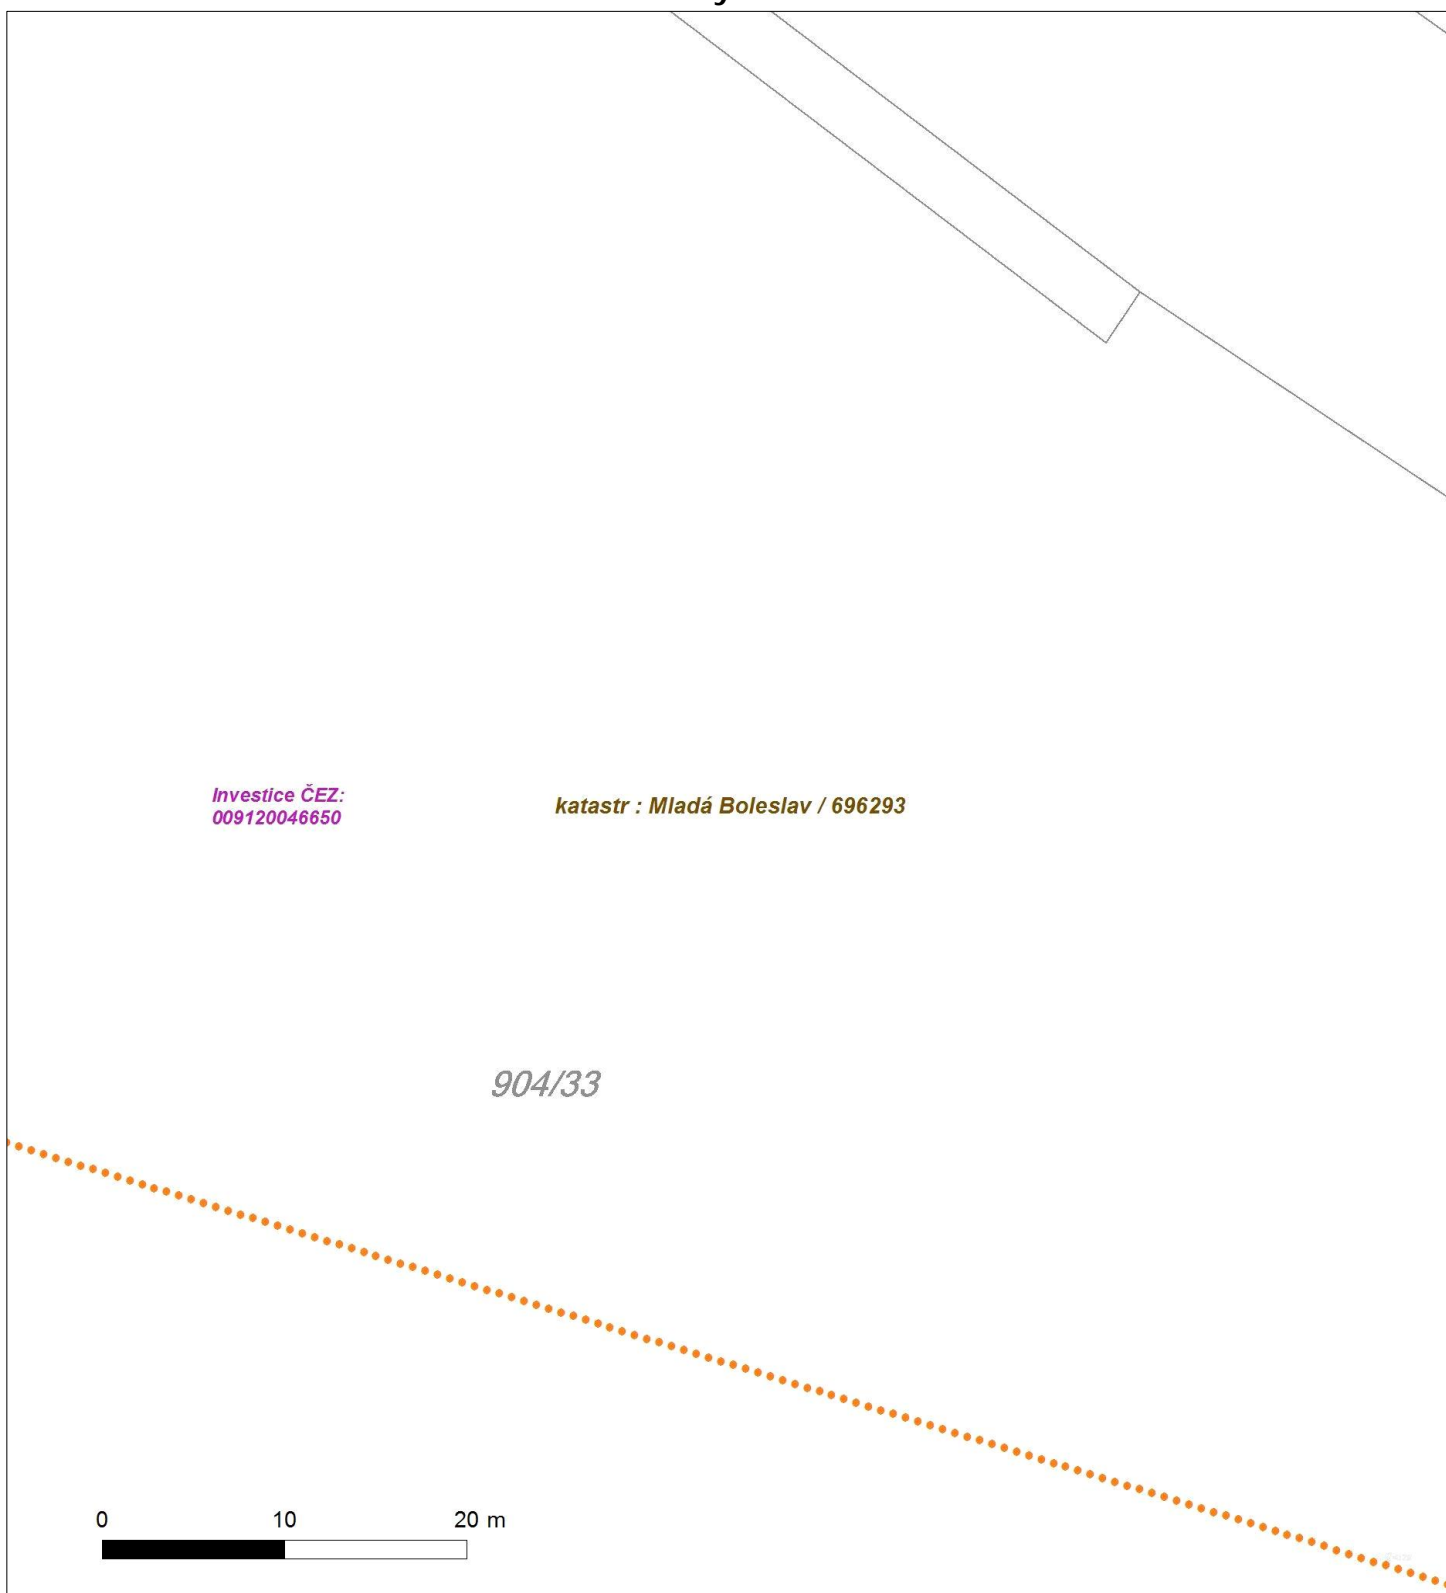 Investice ČEZ:
009120046650
katastr : Mladá Boleslav / 696293
904/33
0 10 20 m